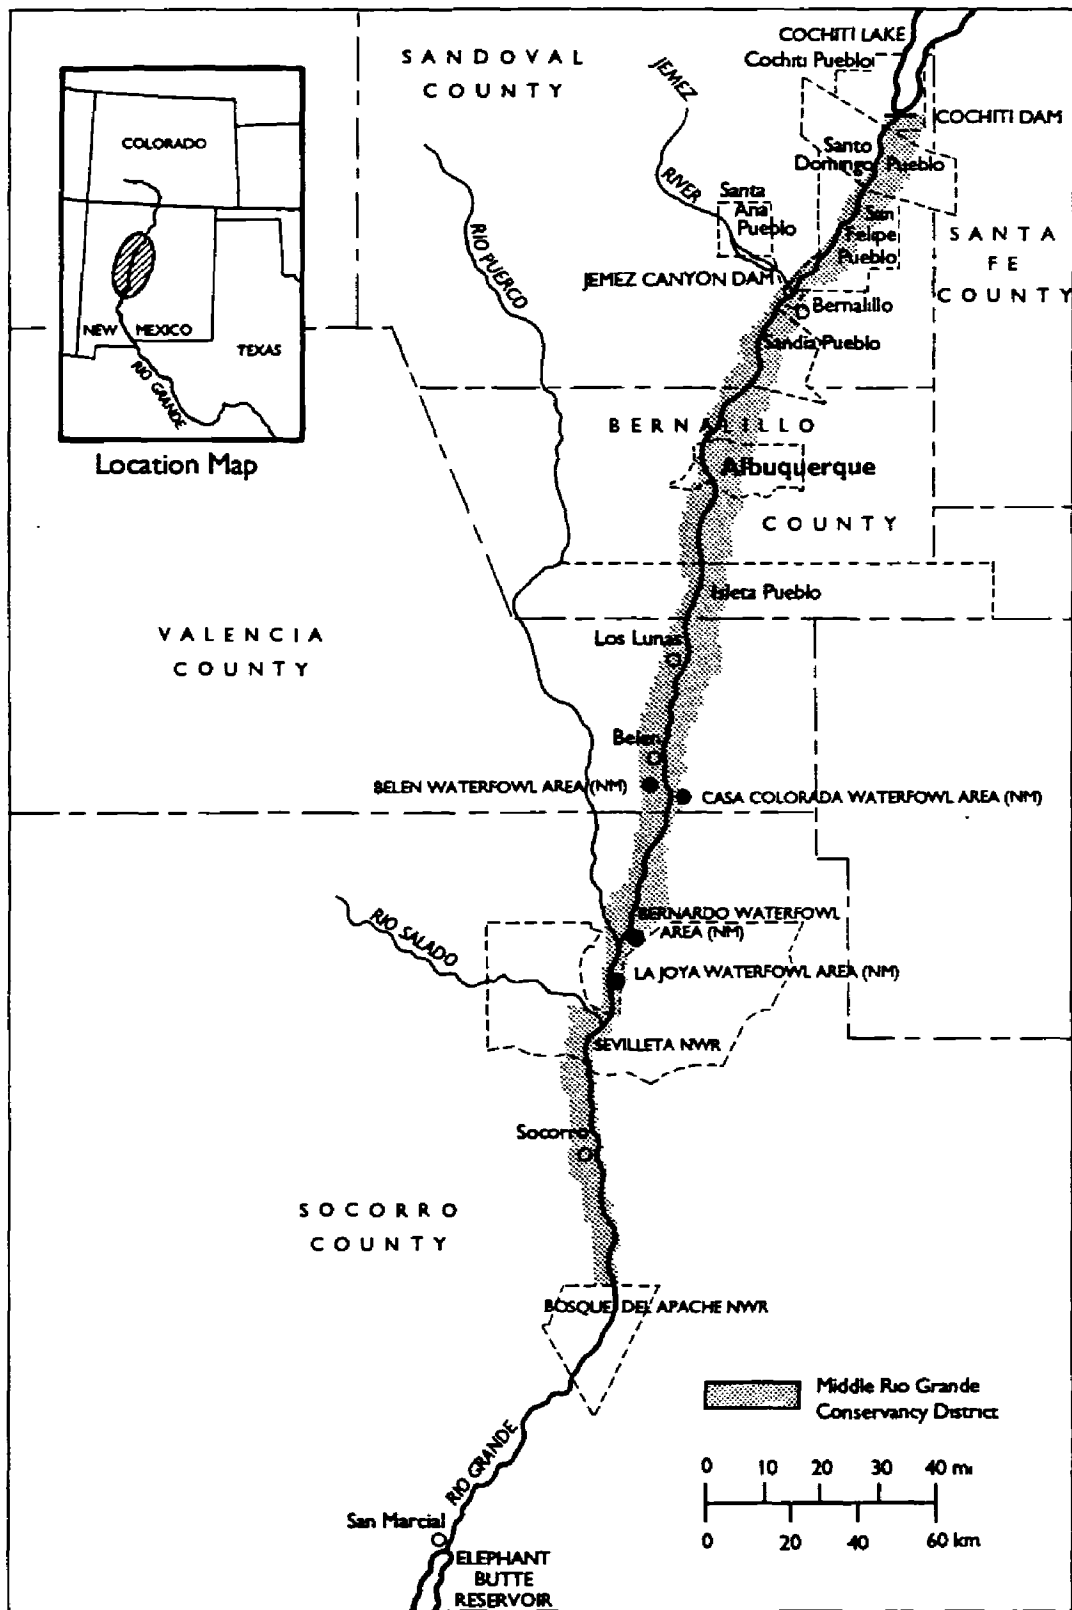 SANDOVAL
COUNTY
COCHITI LAKE
Cochiti Pueblo
COCHITI DAM
JEMEZ
RIVER
Santo
Domingo Pueblo
Santa
Ana
Pueblo
San
Felipe
Pueblo
SANTA
FE
COUNTY
JEMEZ CANYON DAM
Bernalillo
Sandia Pueblo
RIO PUERCO
COLORADO
NEW MEXICO
TEXAS
RIO GRANDE
Location Map
BERNALILLO
Albuquerque
COUNTY
Isleta Pueblo
VALENCIA
COUNTY
Los Lunas
Belen
BELEN WATERFOWL AREA (NM)
CASA COLORADA WATERFOWL AREA (NM)
RIO SALADO
BERNARDO WATERFOWL
AREA (NM)
LA JOYA WATERFOWL AREA (NM)
SEVILLETA NWR
Socorro
SOCORRO
COUNTY
BOSQUE DEL APACHE NWR
Middle Rio Grande
Conservancy District
0 10 20 30 40 mi
0 20 40 60 km
RIO GRANDE
San Marcial
ELEPHANT
BUTTE
RESERVOIR